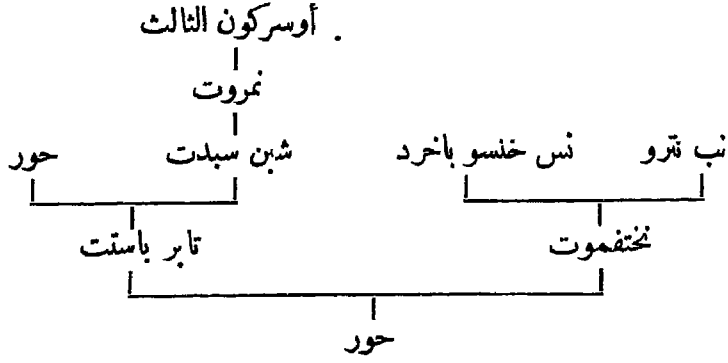 أوسركون الثالث .
نمروت
نب نترو    نس خنسو باخرد    شبن سبدت    حور
نختفموت    تابر باستت
حور